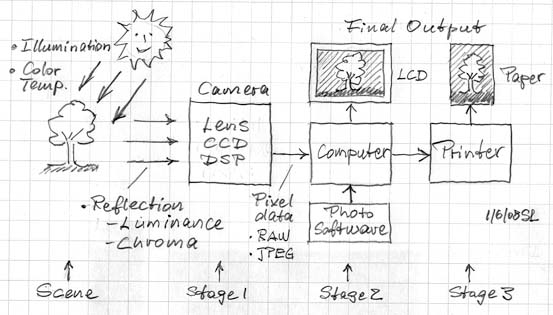 Final Output
• Illumination
• Color
Temp.
LCD
Paper
Camera
Lens
CCD
DSP
Computer
Printer
• Reflection
- Luminance
- Chroma
Pixel
data
• RAW
• JPEG
Photo
Software
1/6/08SL
Scene
Stage 1
Stage 2
Stage 3